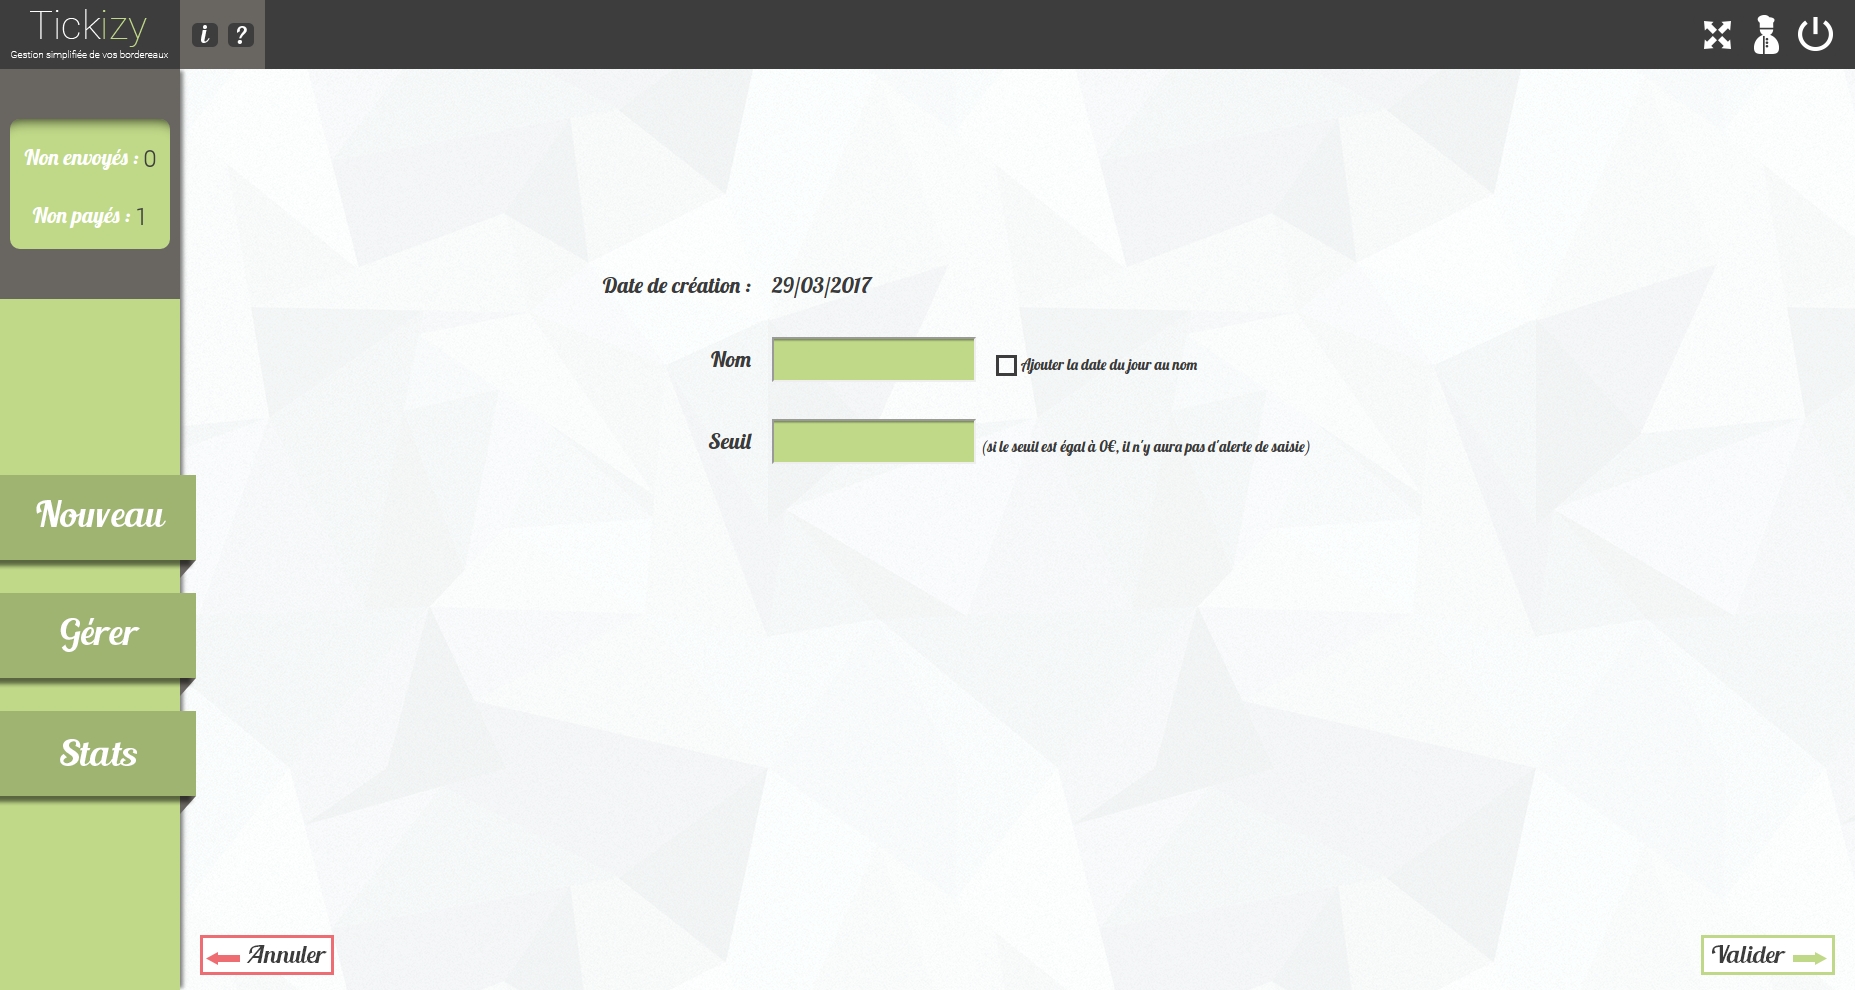 Tickizy
Gestion simplifiée de vos bordereaux
i ?
Non envoyés : 0
Non payés : 1
Date de création : 29/03/2017
Nom
Ajouter la date du jour au nom
Seuil
(si le seuil est égal à 0€, il n'y aura pas d'alerte de saisie)
Nouveau
Gérer
Stats
Annuler
Valider